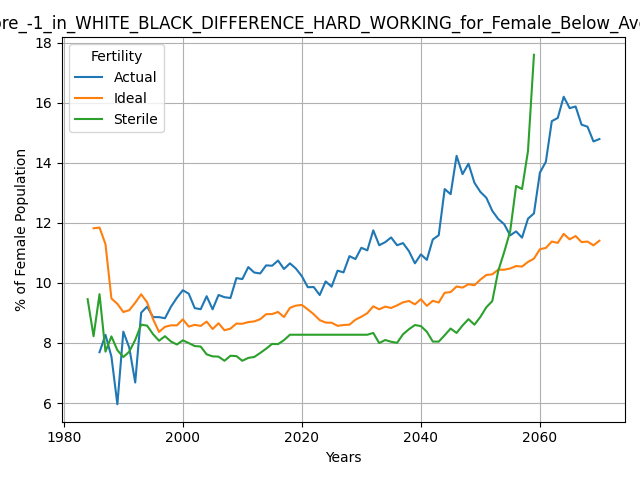 ore_-1_in_WHITE_BLACK_DIFFERENCE_HARD_WORKING_for_Female_Below_Ave
Fertility
Actual
Ideal
Sterile
18
16
14
12
10
8
6
% of Female Population
1980
2000
2020
2040
2060
Years